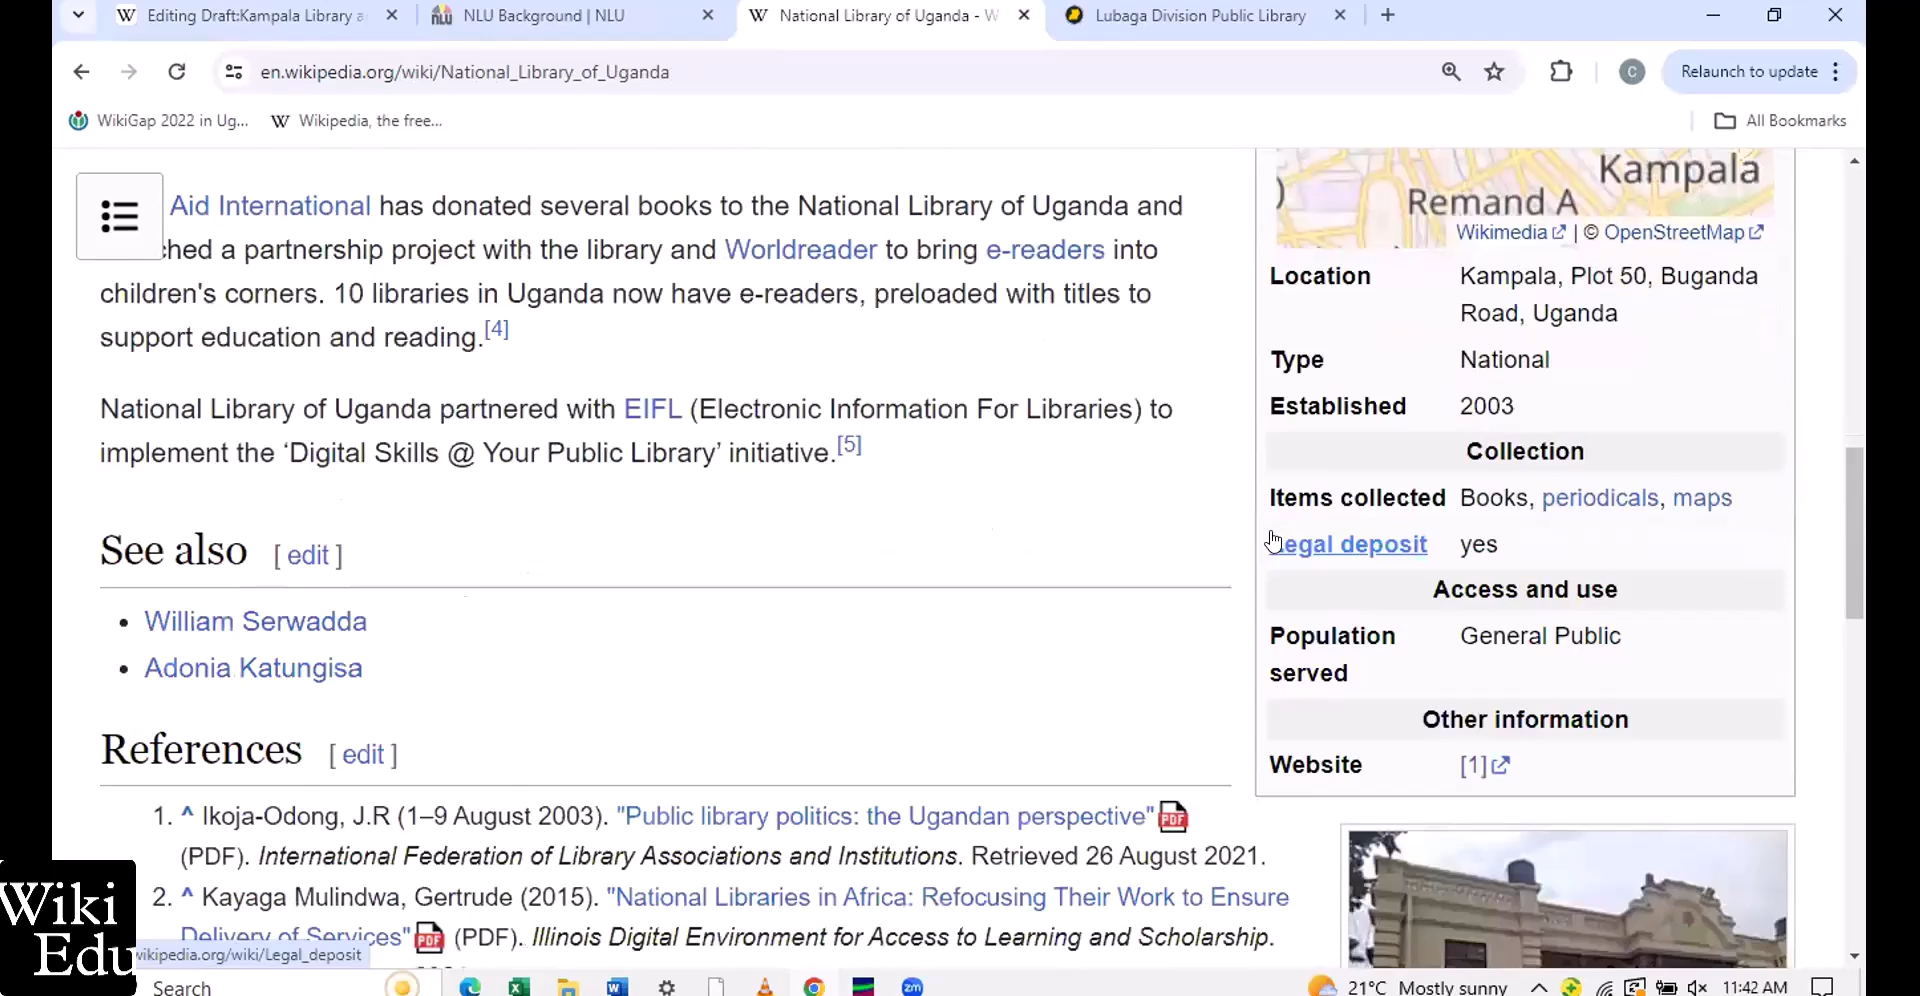 Editing Draft:Kampala Library a
NLU Background | NLU
National Library of Uganda - W
Lubaga Division Public Library
en.wikipedia.org/wiki/National_Library_of_Uganda
C
Relaunch to update
WikiGap 2022 in Ug...
Wikipedia, the free...
All Bookmarks
Aid International has donated several books to the National Library of Uganda and
ched a partnership project with the library and Worldreader to bring e-readers into
children's corners. 10 libraries in Uganda now have e-readers, preloaded with titles to
support education and reading.[4]
National Library of Uganda partnered with EIFL (Electronic Information For Libraries) to
implement the ‘Digital Skills @ Your Public Library’ initiative.[5]
See also [ edit ]
• William Serwadda
• Adonia Katungisa
References [ edit ]
1. ^ Ikoja-Odong, J.R (1–9 August 2003). "Public library politics: the Ugandan perspective" PDF
(PDF). International Federation of Library Associations and Institutions. Retrieved 26 August 2021.
2. ^ Kayaga Mulindwa, Gertrude (2015). "National Libraries in Africa: Refocusing Their Work to Ensure
Delivery of Services" PDF (PDF). Illinois Digital Environment for Access to Learning and Scholarship.
Kampala
Remand A
Wikimedia | © OpenStreetMap
Location Kampala, Plot 50, Buganda
Road, Uganda
Type National
Established 2003
Collection
Items collected Books, periodicals, maps
egal deposit yes
Access and use
Population General Public
served
Other information
Website [1]
Wiki
Edu
wikipedia.org/wiki/Legal_deposit
Search
zm
21°C Mostly sunny
11:42 AM